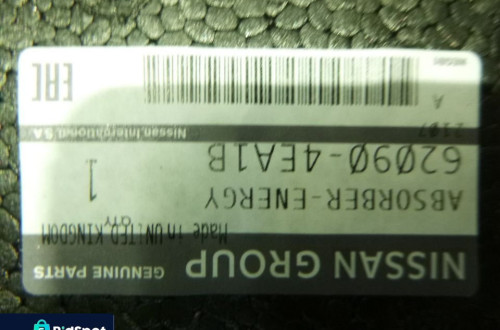 NISSAN GROUP GENUINE PARTS
Made in UNITED KINGDOM
QTY
ABSORBER-ENERGY
62090-4EA1B 1
Nissan International, S.A.
A
EAC
BidSpot